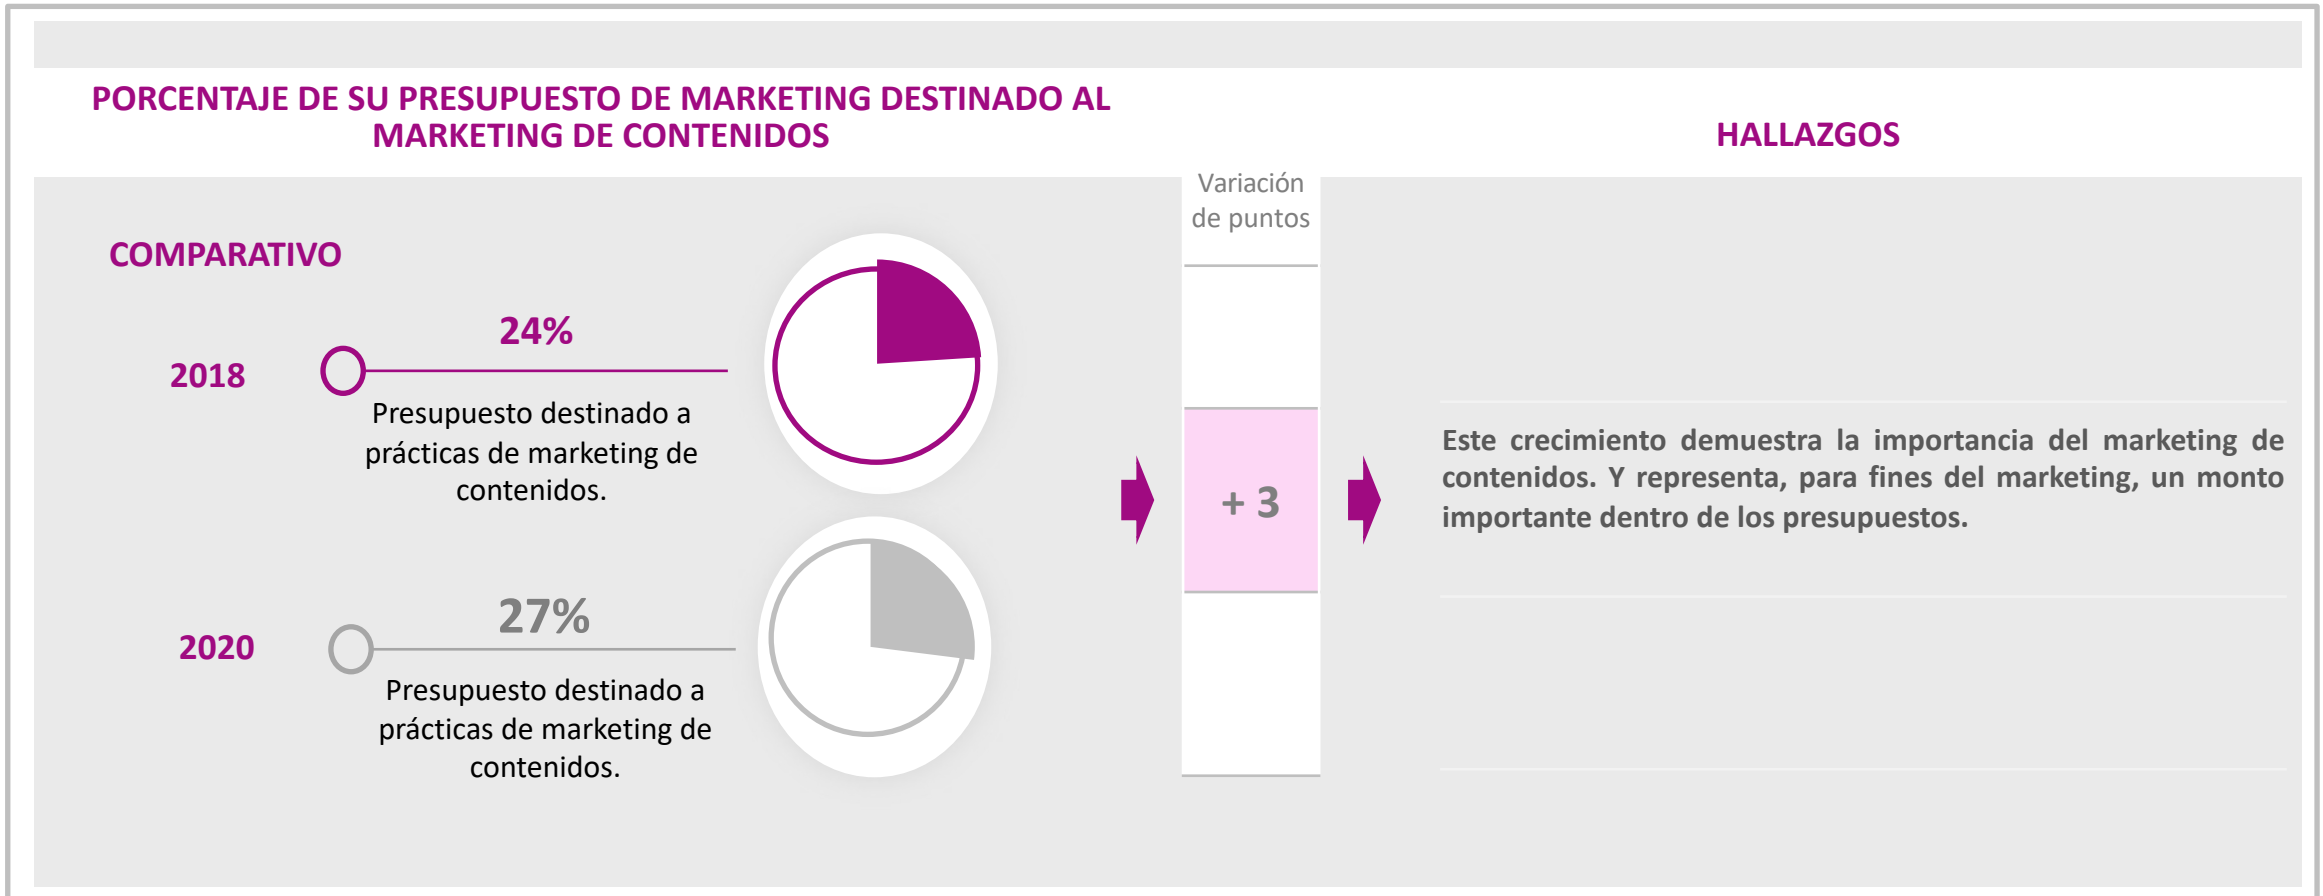 PORCENTAJE DE SU PRESUPUESTO DE MARKETING DESTINADO AL
MARKETING DE CONTENIDOS
HALLAZGOS
COMPARATIVO
2018
24%
Presupuesto destinado a
prácticas de marketing de
contenidos.
2020
27%
Presupuesto destinado a
prácticas de marketing de
contenidos.
Variación
de puntos
+ 3
Este crecimiento demuestra la importancia del marketing de
contenidos. Y representa, para fines del marketing, un monto
importante dentro de los presupuestos.